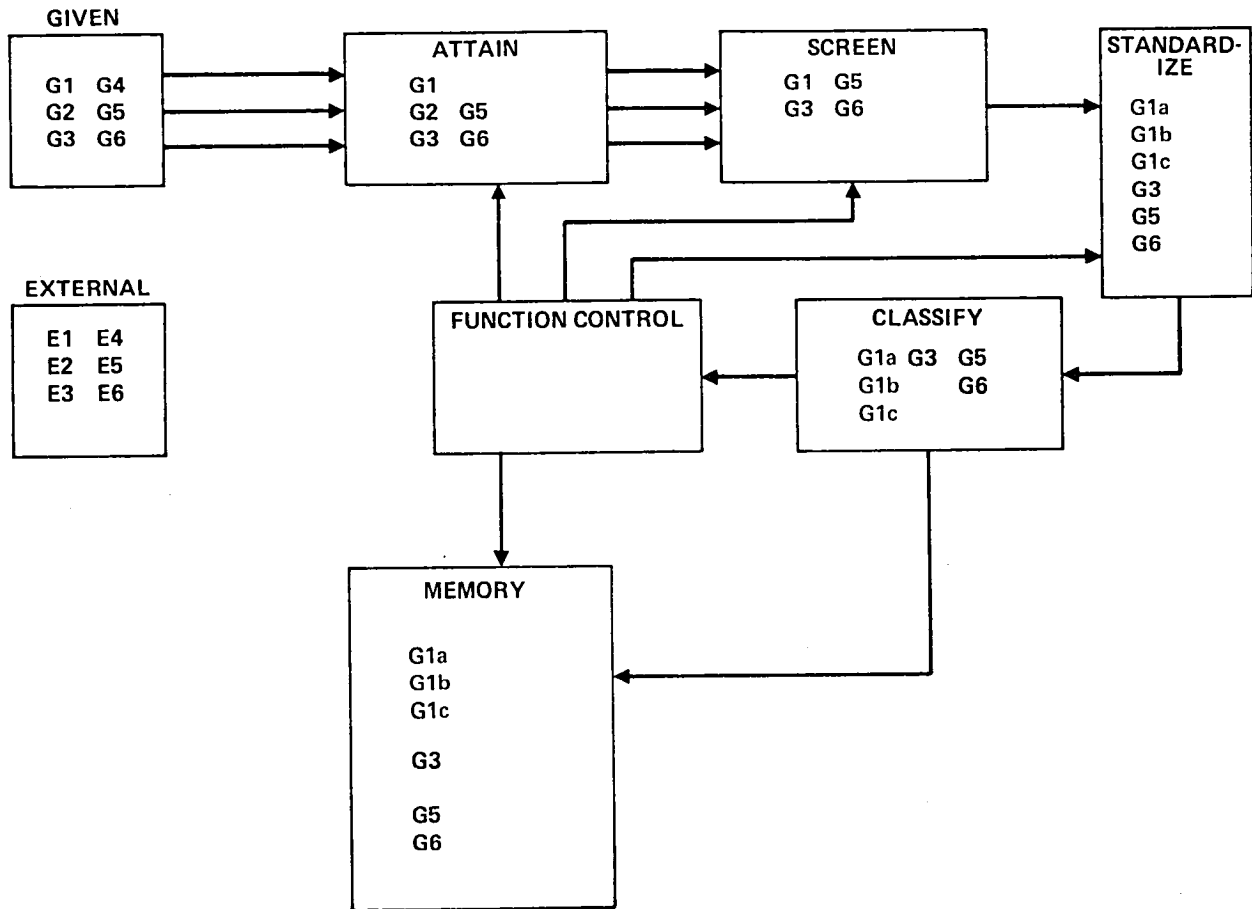 GIVEN
G1 G4
G2 G5
G3 G6
ATTAIN
G1
G2 G5
G3 G6
SCREEN
G1 G5
G3 G6
STANDARD-
IZE
G1a
G1b
G1c
G3
G5
G6
EXTERNAL
E1 E4
E2 E5
E3 E6
FUNCTION CONTROL
CLASSIFY
G1a G3 G5
G1b G6
G1c
MEMORY
G1a
G1b
G1c
G3
G5
G6